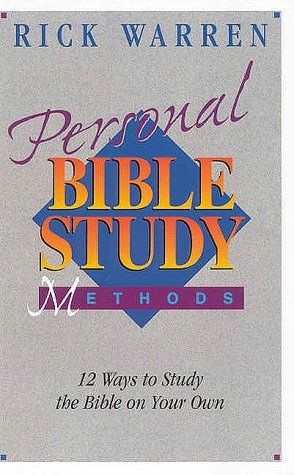 RICK WARREN
Personal
BIBLE
STUDY
METHODS
12 Ways to Study
the Bible on Your Own